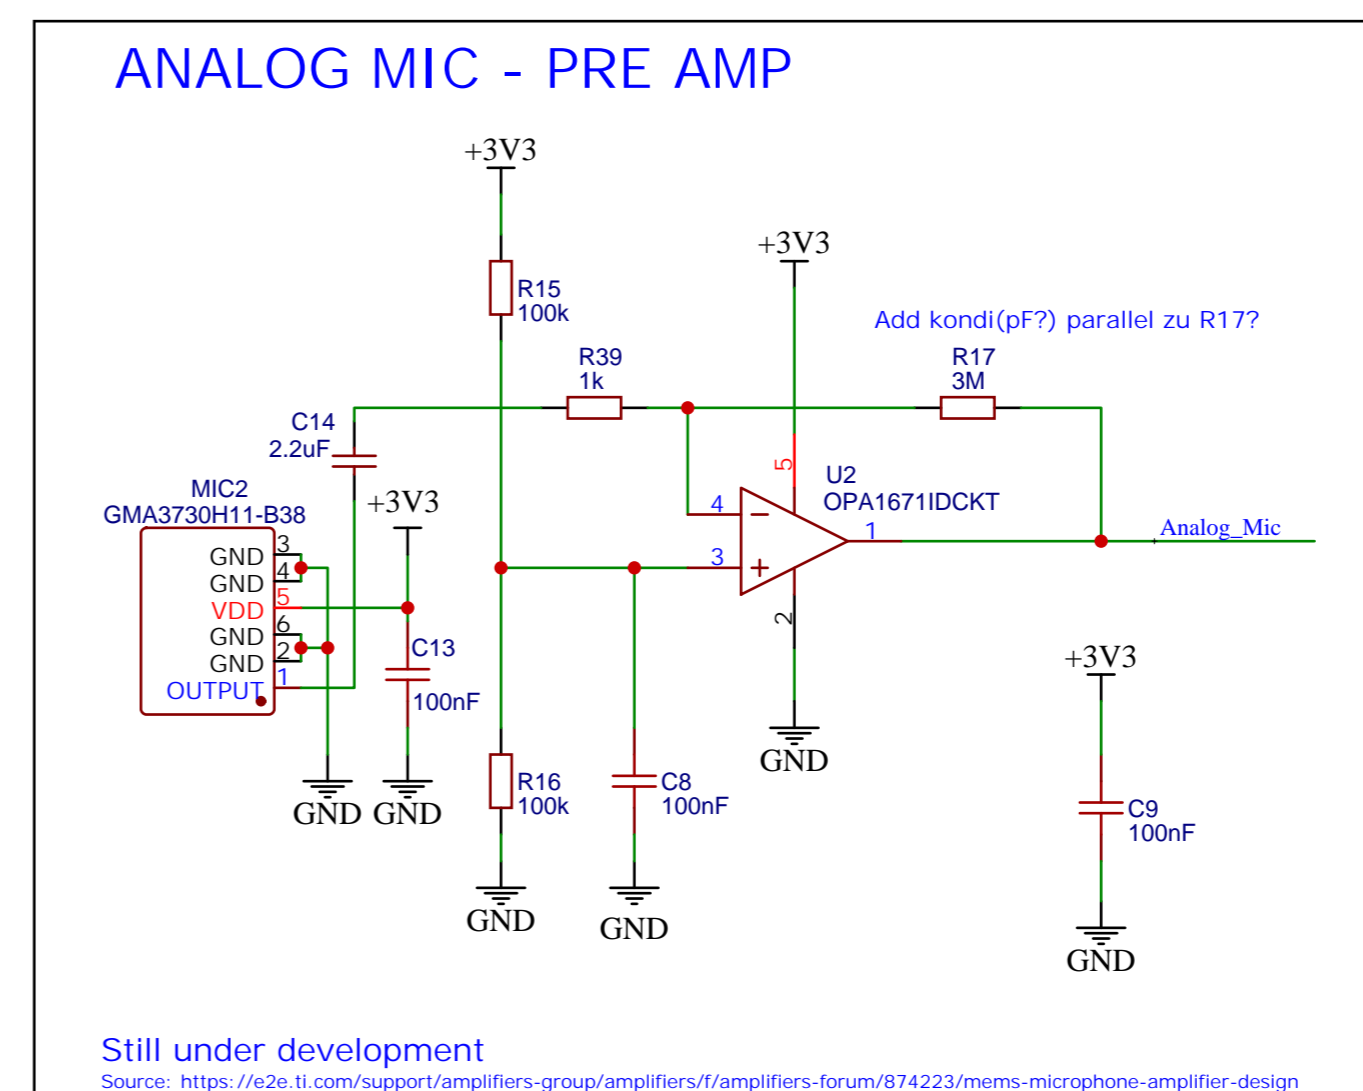 ANALOG MIC - PRE AMP
+3V3
+3V3
R15
100k
Add kondi(pF?) parallel zu R17?
R39
1k
R17
3M
C14
2.2uF
5
U2
OPA1671IDCKT
MIC2
GMA3730H11-B38
+3V3
4
1
Analog_Mic
GND 3
GND 4
VDD 5
GND 6
GND 2
OUTPUT 1
3
2
C13
100nF
+3V3
GND
GND
GND
R16
100k
C8
100nF
C9
100nF
GND
GND
GND
Still under development
Source: https://e2e.ti.com/support/amplifiers-group/amplifiers/f/amplifiers-forum/874223/mems-microphone-amplifier-design